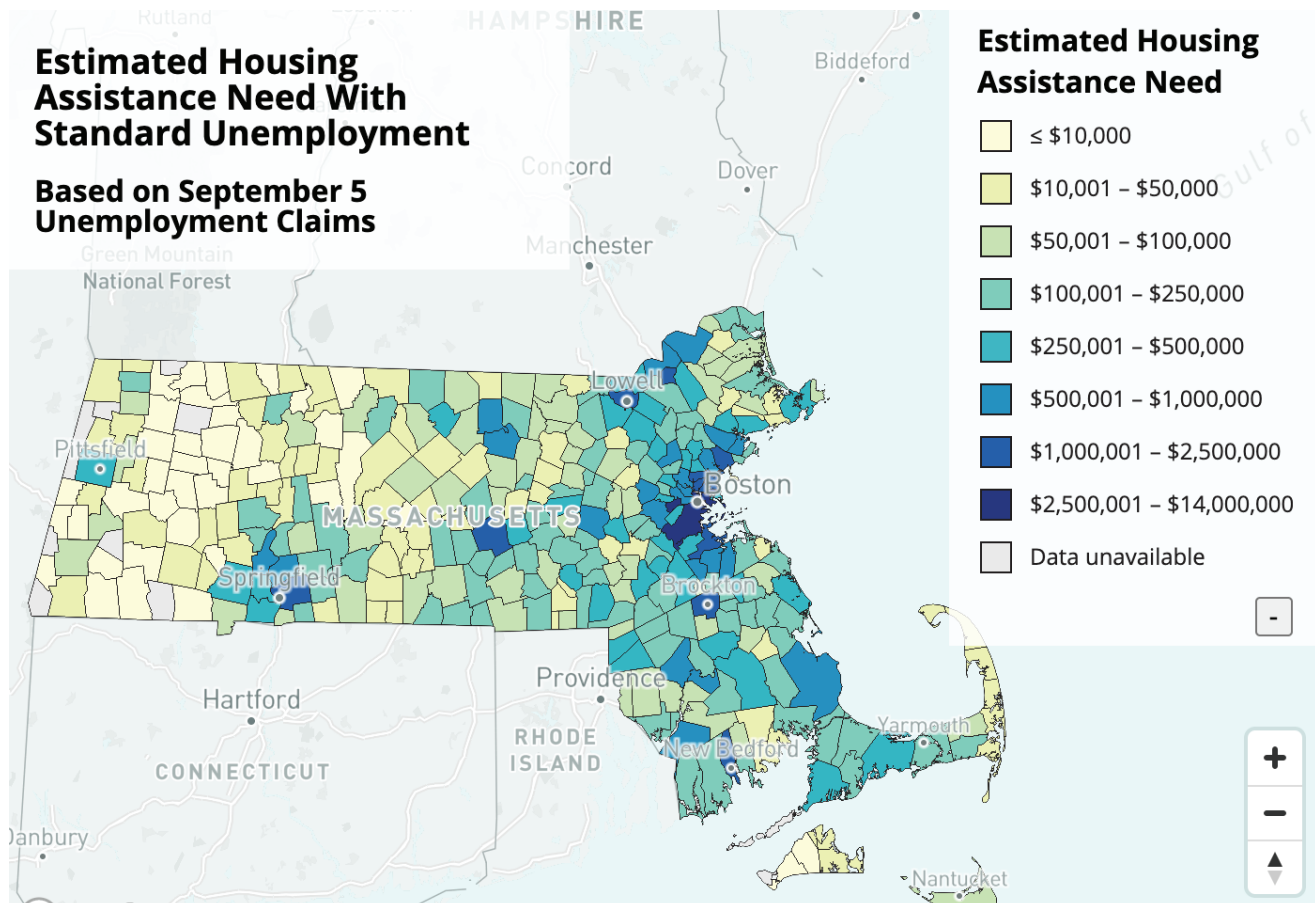 Rutland
HAMPSHIRE
Estimated Housing
Assistance Need With
Standard Unemployment
Based on September 5
Unemployment Claims
Estimated Housing
Assistance Need
≤ $10,000
$10,001 – $50,000
$50,001 – $100,000
$100,001 – $250,000
$250,001 – $500,000
$500,001 – $1,000,000
$1,000,001 – $2,500,000
$2,500,001 – $14,000,000
Data unavailable
-
Biddeford
Gulf of
Concord
Dover
Manchester
Green Mountain
National Forest
Lowell
Pittsfield
Boston
MASSACHUSETTS
Springfield
Brockton
Providence
Hartford
Yarmouth
RHODE
ISLAND
New Bedford
CONNECTICUT
Danbury
Nantucket
+
−